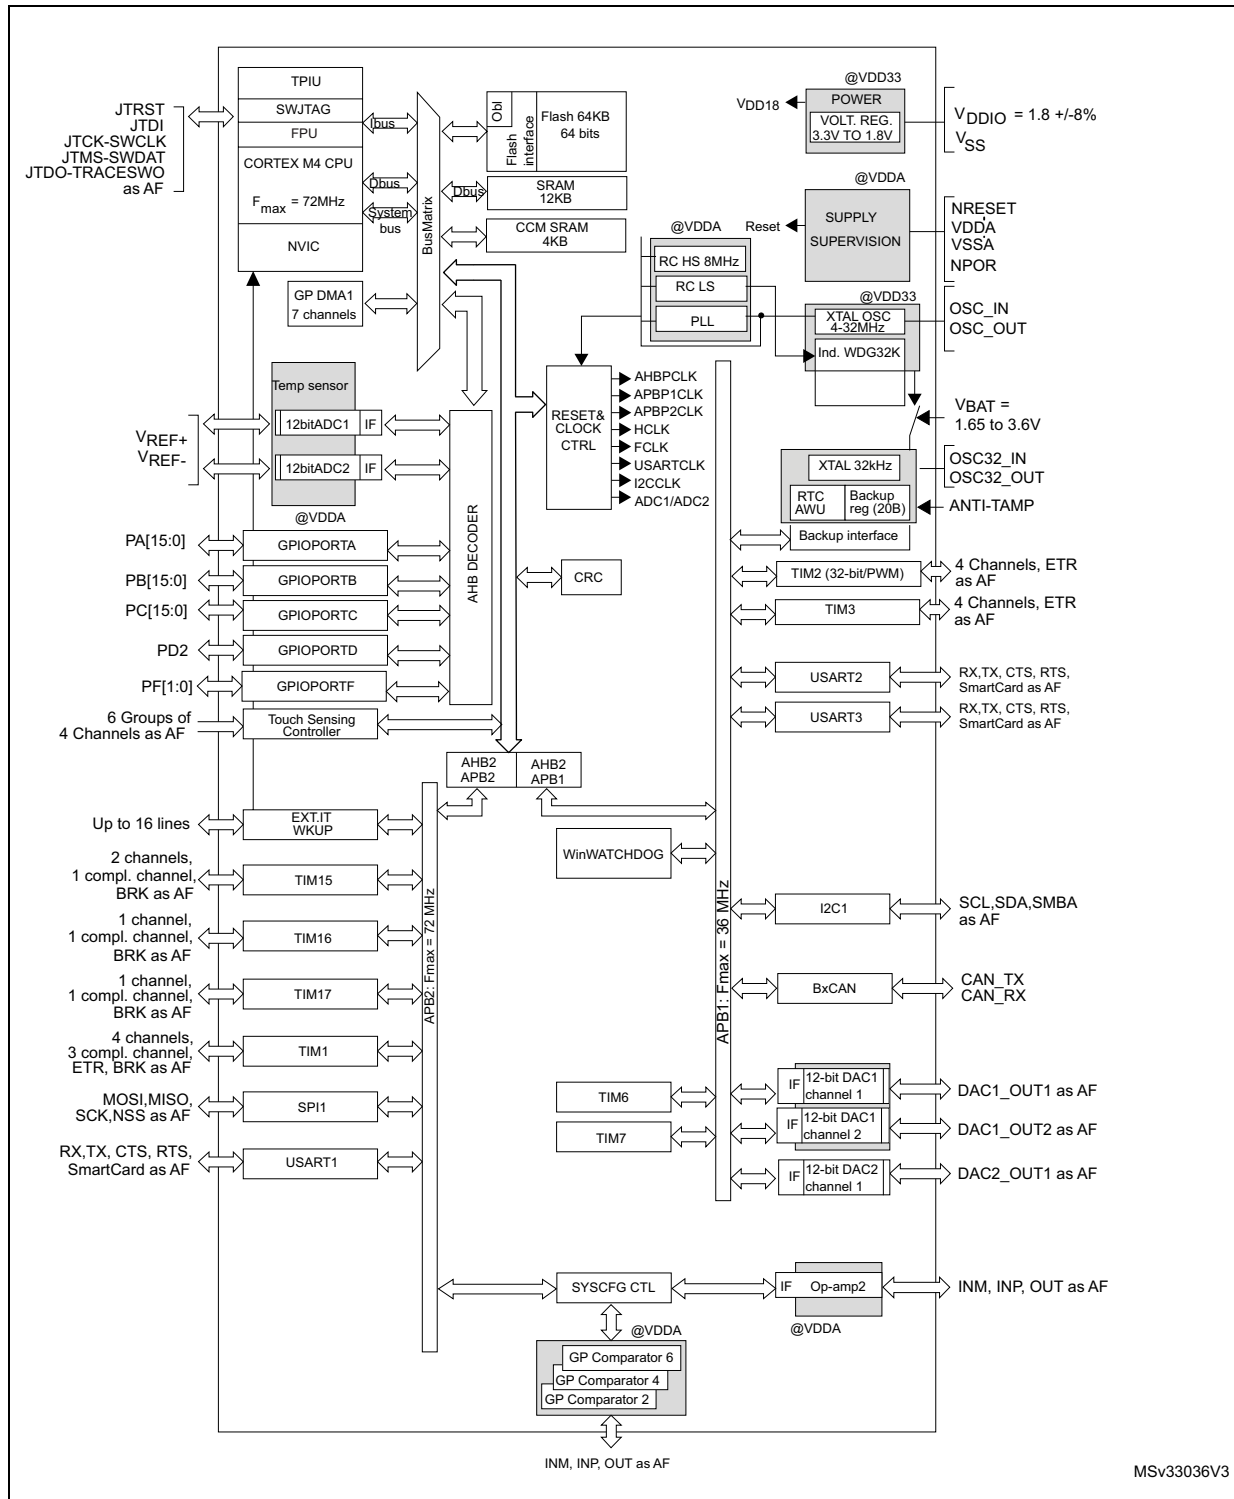 TPIU
SWJTAG
FPU
CORTEX M4 CPU
Fmax = 72MHz
NVIC
JTRST
JTDI
JTCK-SWCLK
JTMS-SWDAT
JTDO-TRACESWO
as AF
Ibus
Dbus
System
bus
BusMatrix
Obl
Flash
interface
Flash 64KB
64 bits
Dbus
SRAM
12KB
CCM SRAM
4KB
GP DMA1
7 channels
@VDD33
POWER
VOLT. REG.
3.3V TO 1.8V
VDD18
VDDIO = 1.8 +/-8%
VSS
@VDDA
SUPPLY
SUPERVISION
Reset
NRESET
VDDA
VSSA
NPOR
@VDDA
RC HS 8MHz
RC LS
PLL
@VDD33
XTAL OSC
4-32MHz
Ind. WDG32K
OSC_IN
OSC_OUT
VBAT =
1.65 to 3.6V
XTAL 32kHz
RTC
AWU
Backup
reg (20B)
Backup interface
OSC32_IN
OSC32_OUT
ANTI-TAMP
RESET&
CLOCK
CTRL
AHBPCLK
APBP1CLK
APBP2CLK
HCLK
FCLK
USARTCLK
I2CCLK
ADC1/ADC2
Temp sensor
12bitADC1
IF
12bitADC2
IF
@VDDA
VREF+
VREF-
AHB DECODER
PA[15:0]
GPIOPORTA
PB[15:0]
GPIOPORTB
PC[15:0]
GPIOPORTC
PD2
GPIOPORTD
PF[1:0]
GPIOPORTF
6 Groups of
4 Channels as AF
Touch Sensing
Controller
CRC
AHB2
APB2
AHB2
APB1
TIM2 (32-bit/PWM)
4 Channels, ETR
as AF
TIM3
4 Channels, ETR
as AF
USART2
RX,TX, CTS, RTS,
SmartCard as AF
USART3
RX,TX, CTS, RTS,
SmartCard as AF
Up to 16 lines
EXT.IT
WKUP
2 channels,
1 compl. channel,
BRK as AF
TIM15
1 channel,
1 compl. channel,
BRK as AF
TIM16
1 channel,
1 compl. channel,
BRK as AF
TIM17
4 channels,
3 compl. channel,
ETR, BRK as AF
TIM1
MOSI,MISO,
SCK,NSS as AF
SPI1
RX,TX, CTS, RTS,
SmartCard as AF
USART1
APB2: Fmax = 72 MHz
WinWATCHDOG
APB1: Fmax = 36 MHz
I2C1
SCL,SDA,SMBA
as AF
BxCAN
CAN_TX
CAN_RX
TIM6
TIM7
IF
12-bit DAC1
channel 1
DAC1_OUT1 as AF
IF
12-bit DAC1
channel 2
DAC1_OUT2 as AF
IF
12-bit DAC2
channel 1
DAC2_OUT1 as AF
SYSCFG CTL
IF
Op-amp2
INM, INP, OUT as AF
@VDDA
@VDDA
GP Comparator 6
GP Comparator 4
GP Comparator 2
INM, INP, OUT as AF
MSv33036V3